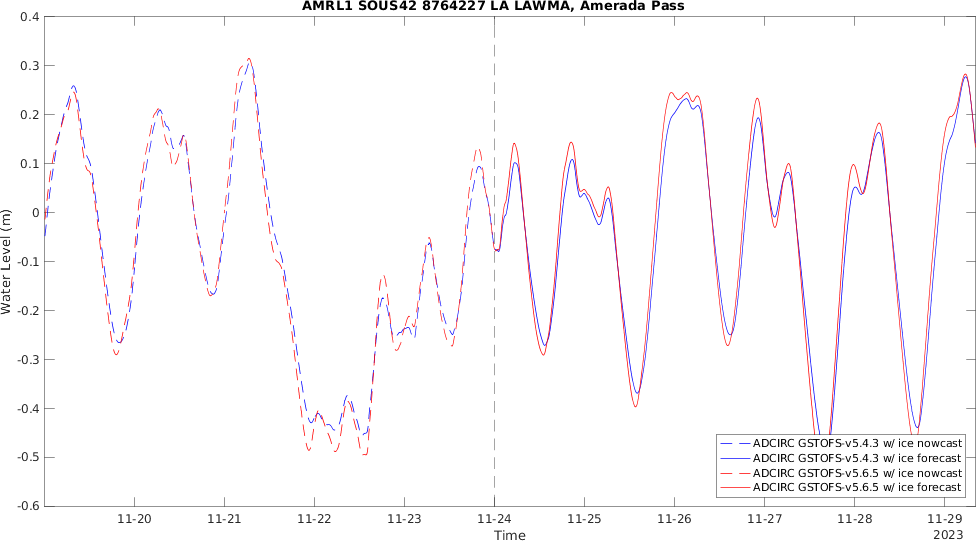 AMRL1 SOUS42 8764227 LA LAWMA, Amerada Pass
0.4
0.3
0.2
0.1
0
-0.1
-0.2
-0.3
-0.4
-0.5
-0.6
Water Level (m)
ADCIRC GSTOFS-v5.4.3 w/ ice nowcast
ADCIRC GSTOFS-v5.4.3 w/ ice forecast
ADCIRC GSTOFS-v5.6.5 w/ ice nowcast
ADCIRC GSTOFS-v5.6.5 w/ ice forecast
11-20 11-21 11-22 11-23 11-24 11-25 11-26 11-27 11-28 11-29
2023
Time